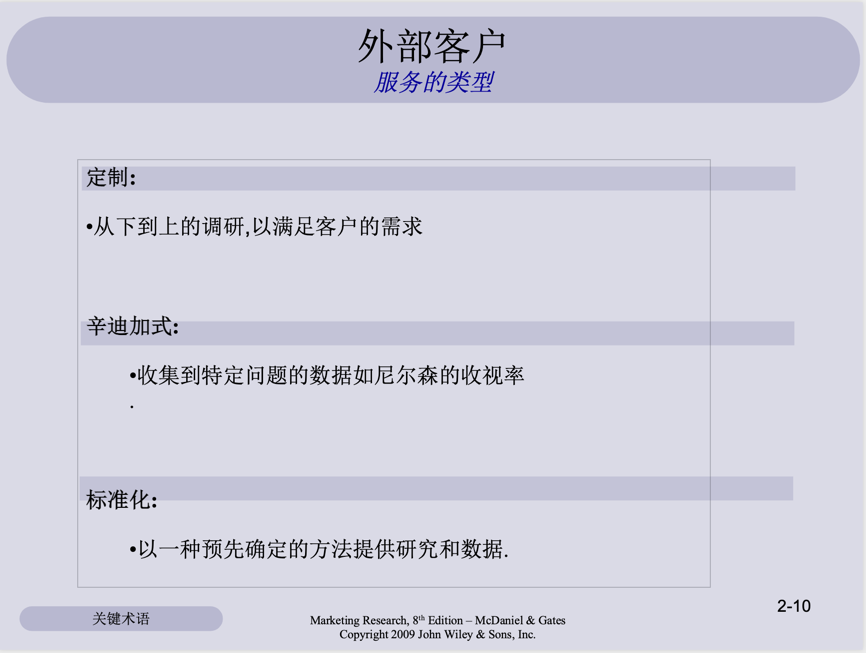 外部客户
服务的类型
定制:
•从下到上的调研,以满足客户的需求
辛迪加式:
•收集到特定问题的数据如尼尔森的收视率
.
标准化:
•以一种预先确定的方法提供研究和数据.
2-10
关键术语
Marketing Research, 8th Edition – McDaniel & Gates
Copyright 2009 John Wiley & Sons, Inc.